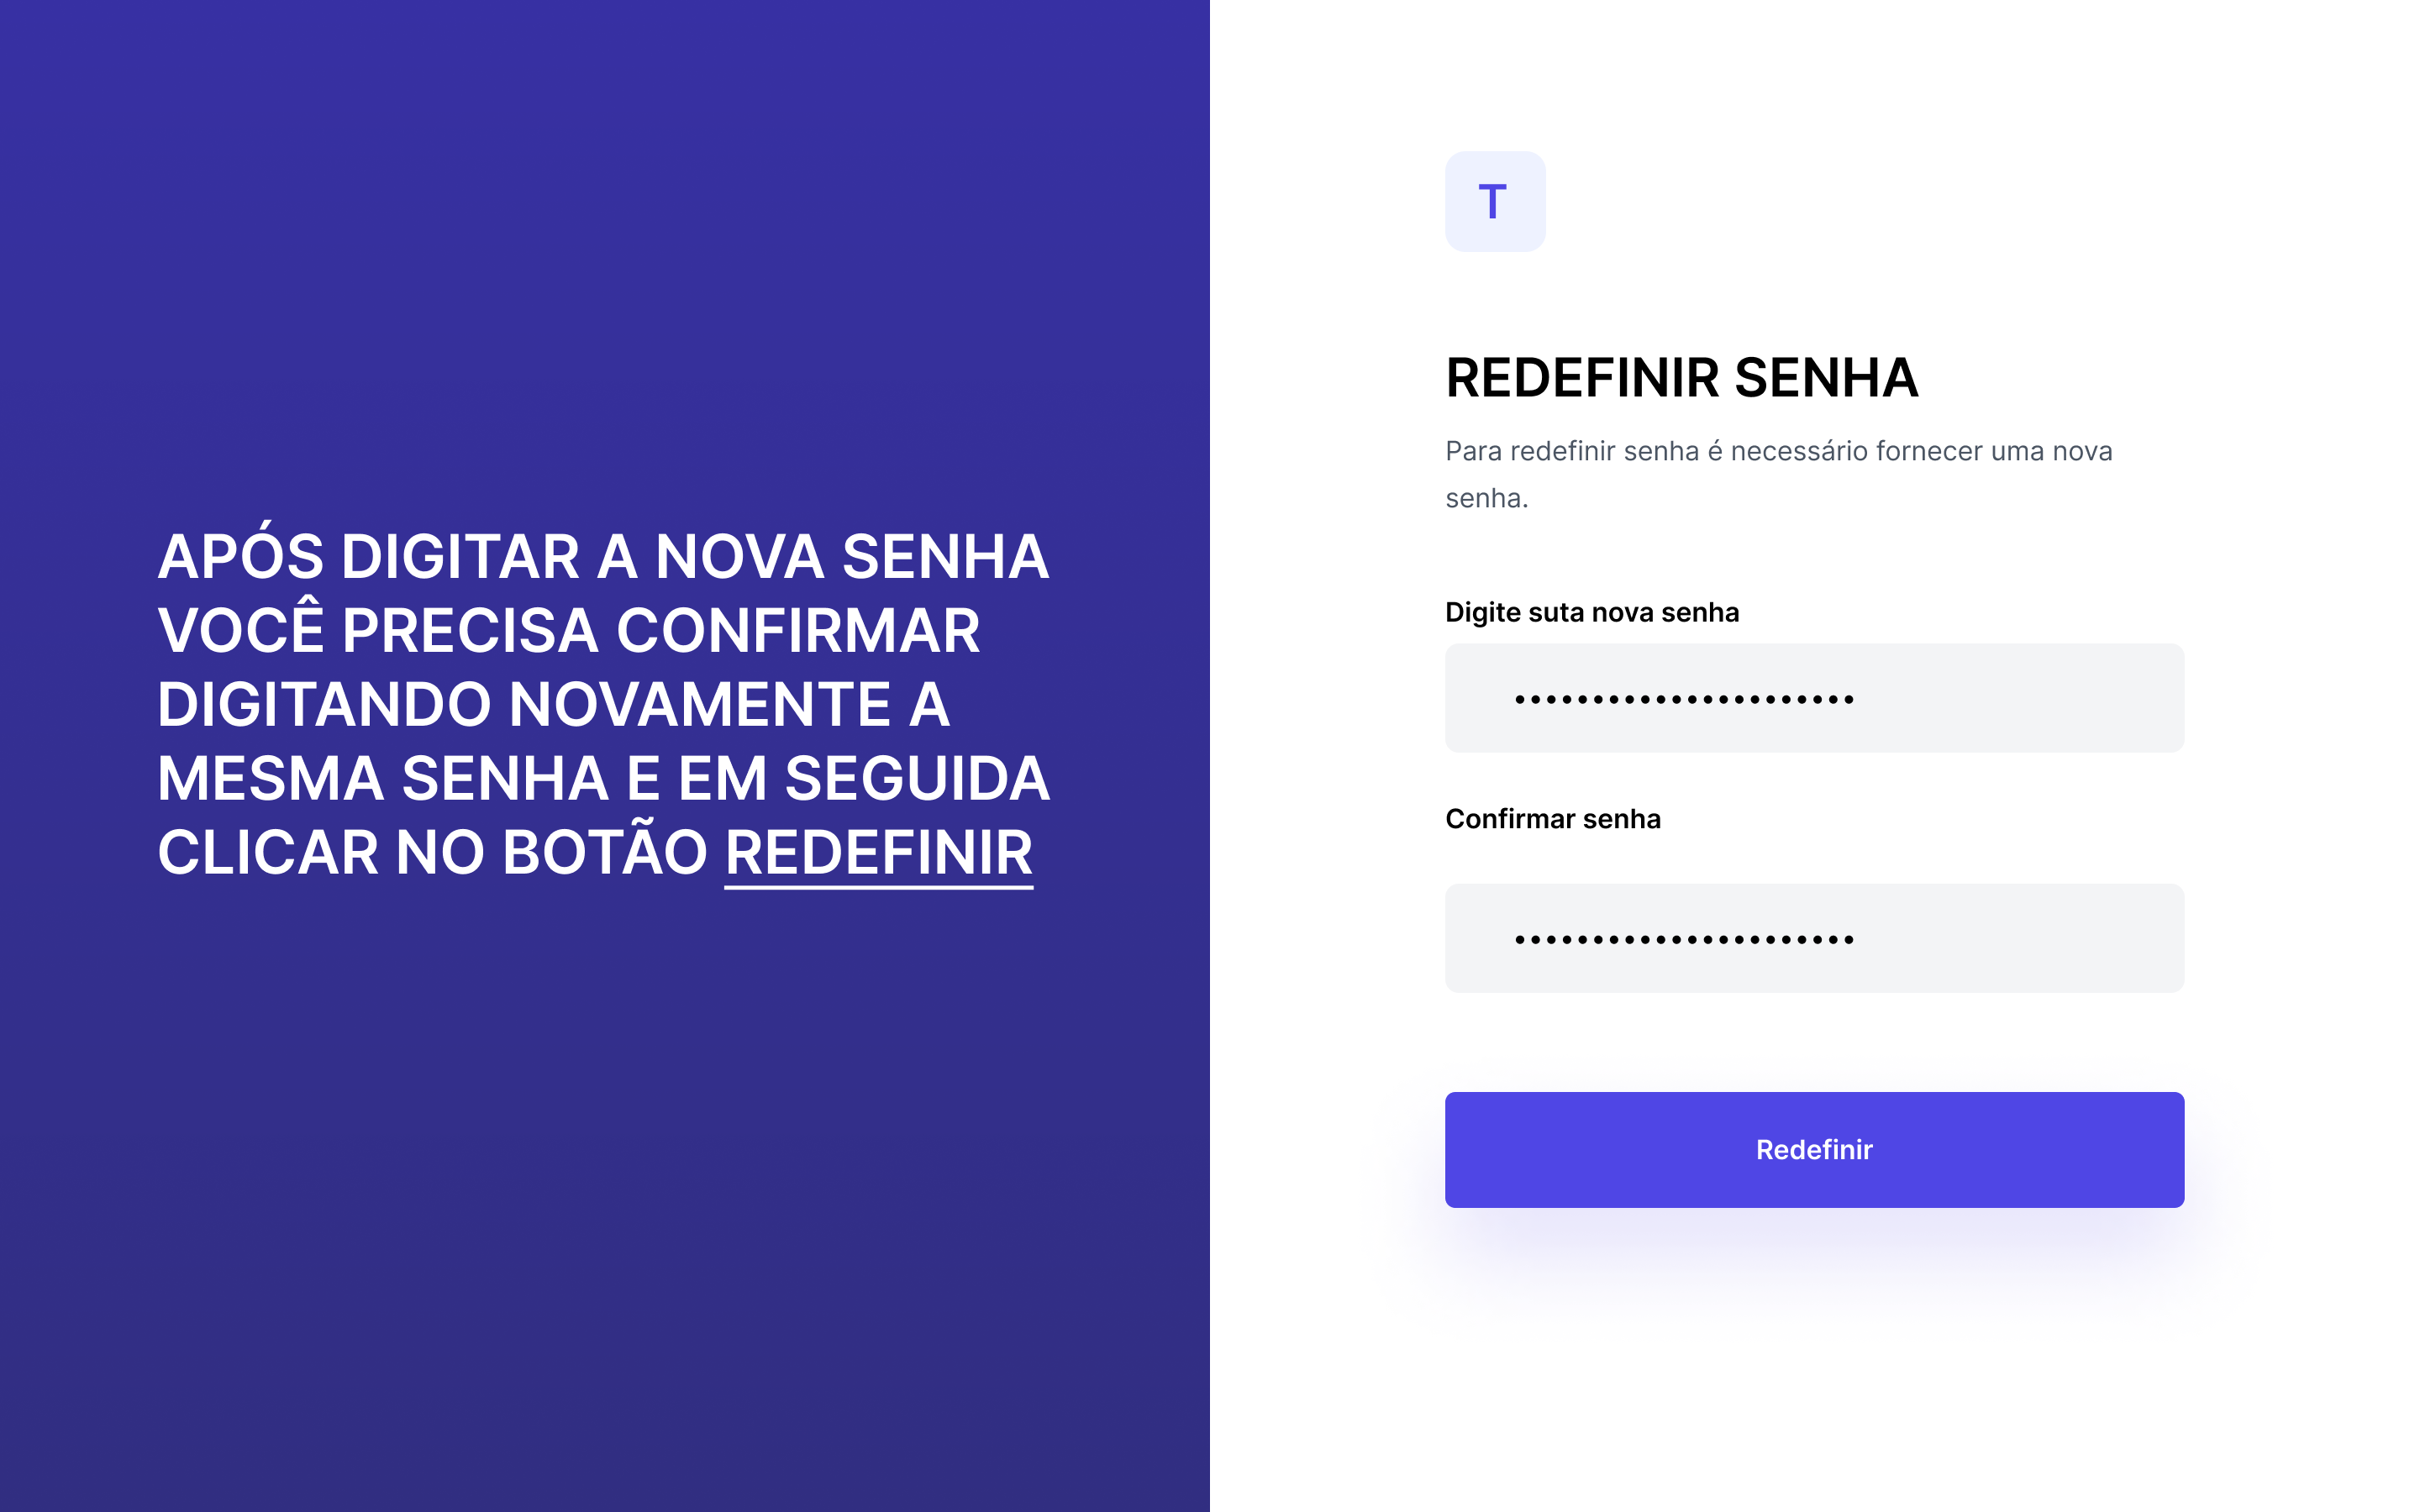 APÓS DIGITAR A NOVA SENHA
VOCÊ PRECISA CONFIRMAR
DIGITANDO NOVAMENTE A
MESMA SENHA E EM SEGUIDA
CLICAR NO BOTÃO REDEFINIR
T
REDEFINIR SENHA
Para redefinir senha é necessário fornecer uma nova
senha.
Digite suta nova senha
••••••••••••••••••••••
Confirmar senha
••••••••••••••••••••••
Redefinir